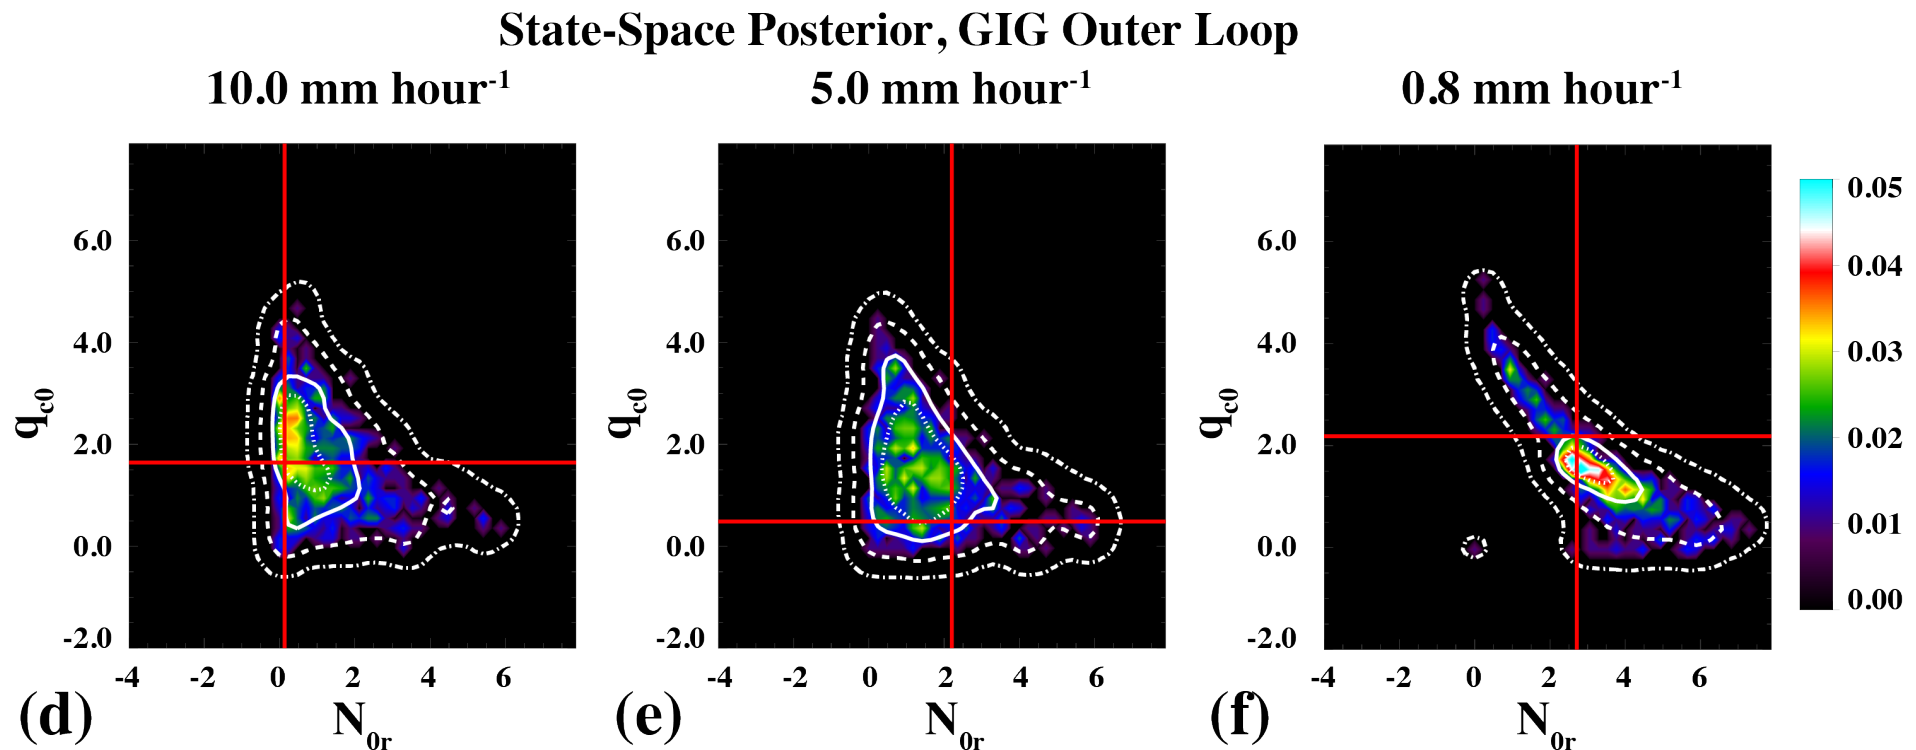 State-Space Posterior, GIG Outer Loop
10.0 mm hour-1 5.0 mm hour-1 0.8 mm hour-1
6.0
4.0
2.0
0.0
-2.0
qc0
-4 -2 0 2 4 6
N0r
(d)
6.0
4.0
2.0
0.0
-2.0
qc0
-4 -2 0 2 4 6
N0r
(e)
6.0
4.0
2.0
0.0
-2.0
qc0
-4 -2 0 2 4 6
N0r
(f)
0.05
0.04
0.03
0.02
0.01
0.00